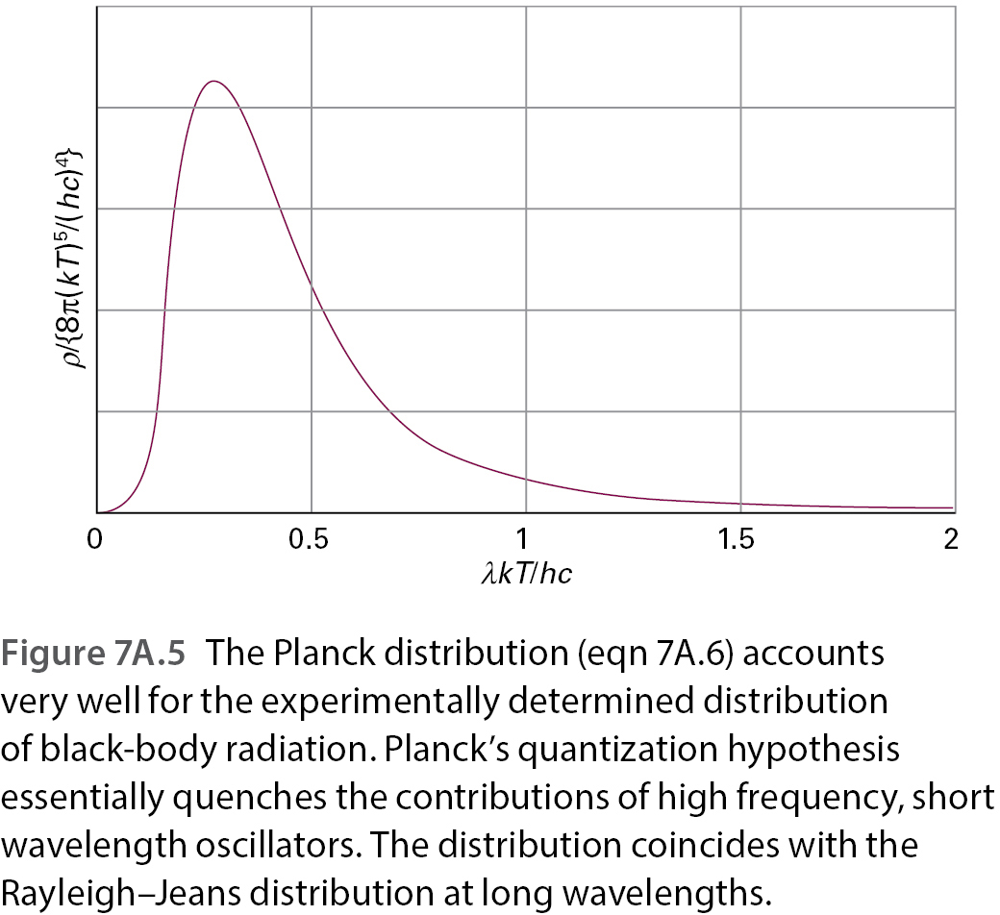 ρ/{8π(kT)⁵/(hc)⁴}
0 0.5 1 1.5 2
λkT/hc
Figure 7A.5 The Planck distribution (eqn 7A.6) accounts
very well for the experimentally determined distribution
of black-body radiation. Planck’s quantization hypothesis
essentially quenches the contributions of high frequency, short
wavelength oscillators. The distribution coincides with the
Rayleigh–Jeans distribution at long wavelengths.